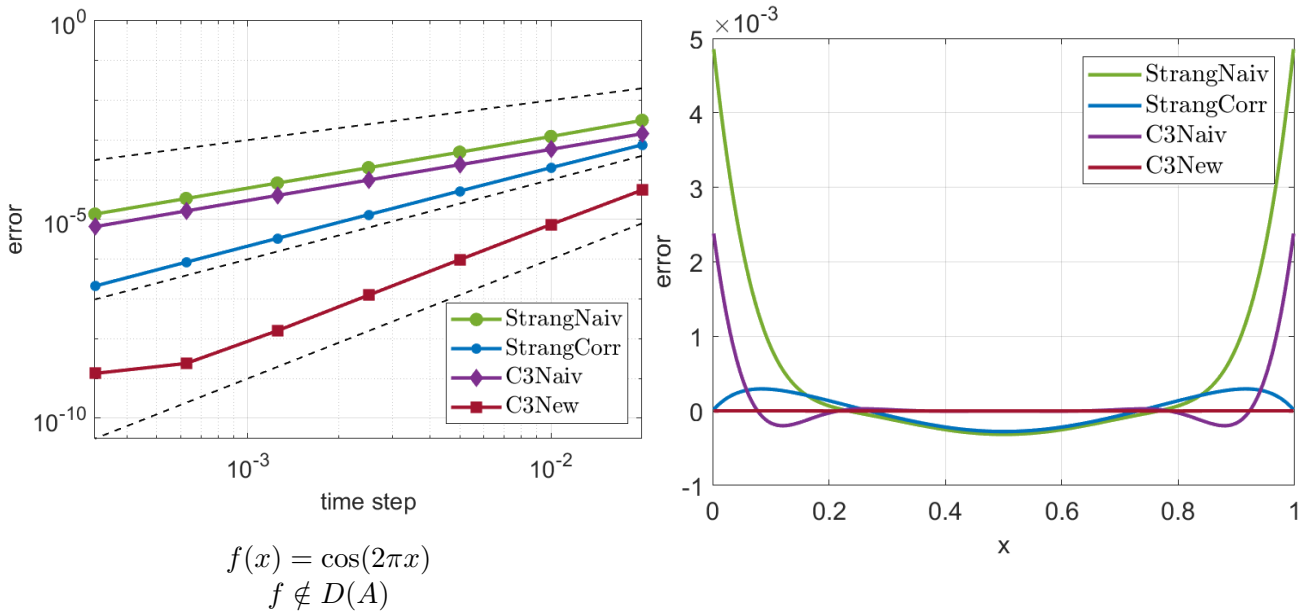 10^0
10^-5
10^-10
error
10^-3
10^-2
time step
StrangNaiv
StrangCorr
C3Naiv
C3New
f(x) = cos(2πx)
f ∉ D(A)
×10^-3
5
4
3
2
1
0
-1
error
0
0.2
0.4
0.6
0.8
1
x
StrangNaiv
StrangCorr
C3Naiv
C3New